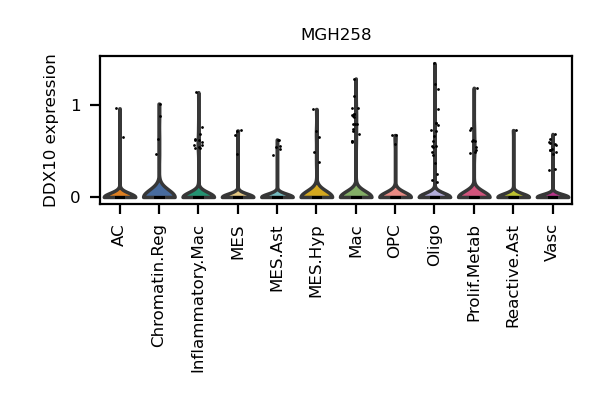 MGH258
DDX10 expression
1
0
AC
Chromatin.Reg
Inflammatory.Mac
MES
MES.Ast
MES.Hyp
Mac
OPC
Oligo
Prolif.Metab
Reactive.Ast
Vasc